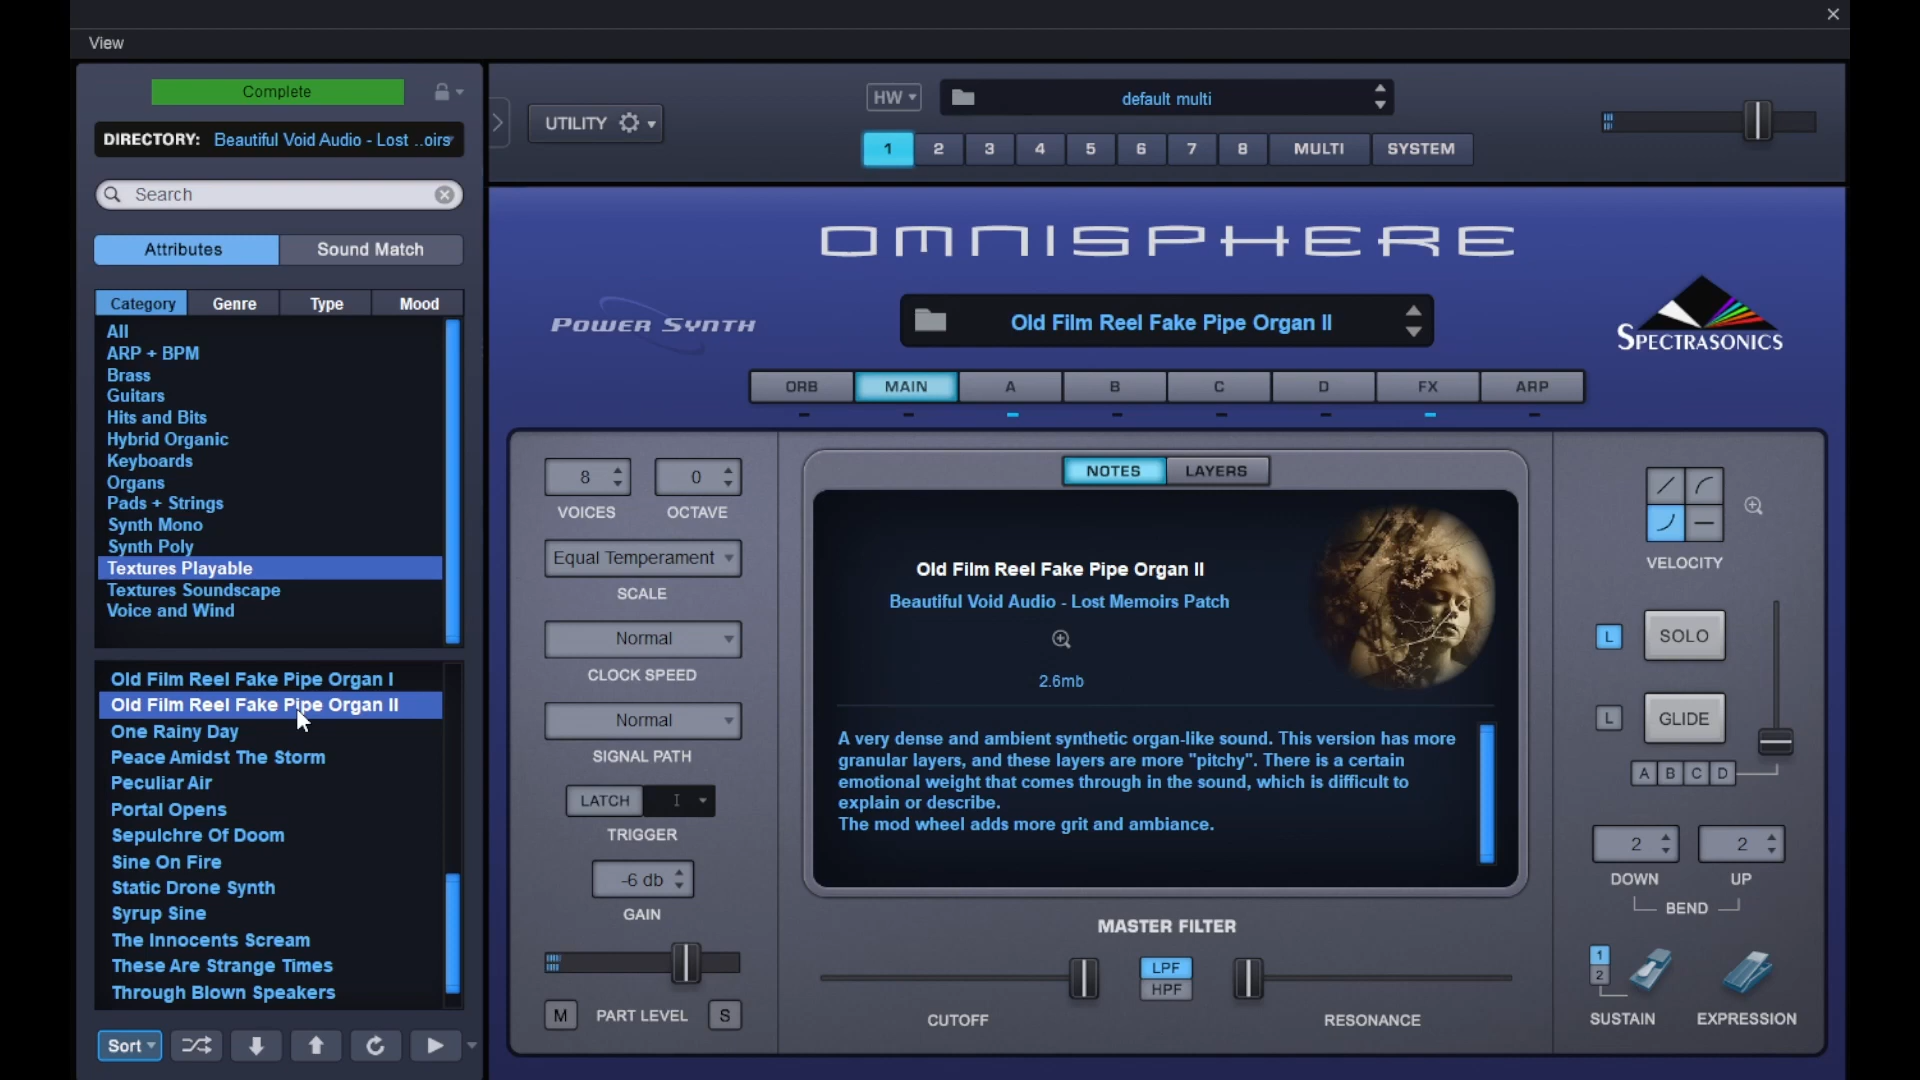 View
Complete
DIRECTORY: Beautiful Void Audio - Lost ..oirs
Search
Attributes Sound Match
Category Genre Type Mood
All
ARP + BPM
Brass
Guitars
Hits and Bits
Hybrid Organic
Keyboards
Organs
Pads + Strings
Synth Mono
Synth Poly
Textures Playable
Textures Soundscape
Voice and Wind
Old Film Reel Fake Pipe Organ I
Old Film Reel Fake Pipe Organ II
One Rainy Day
Peace Amidst The Storm
Peculiar Air
Portal Opens
Sepulchre Of Doom
Sine On Fire
Static Drone Synth
Syrup Sine
The Innocents Scream
These Are Strange Times
Through Blown Speakers
Sort
UTILITY
HW
default multi
1 2 3 4 5 6 7 8 MULTI SYSTEM
OMNISPHERE
POWER SYNTH
Old Film Reel Fake Pipe Organ II
SPECTRASONICS
ORB MAIN A B C D FX ARP
8 0
VOICES OCTAVE
Equal Temperament
SCALE
Normal
CLOCK SPEED
Normal
SIGNAL PATH
LATCH
TRIGGER
-6 db
GAIN
M PART LEVEL S
NOTES LAYERS
Old Film Reel Fake Pipe Organ II
Beautiful Void Audio - Lost Memoirs Patch
2.6mb
A very dense and ambient synthetic organ-like sound. This version has more
granular layers, and these layers are more "pitchy". There is a certain
emotional weight that comes through in the sound, which is difficult to
explain or describe.
The mod wheel adds more grit and ambiance.
MASTER FILTER
LPF
HPF
CUTOFF RESONANCE
VELOCITY
L SOLO
L GLIDE
A B C D
2 2
DOWN UP
BEND
1
2
SUSTAIN EXPRESSION